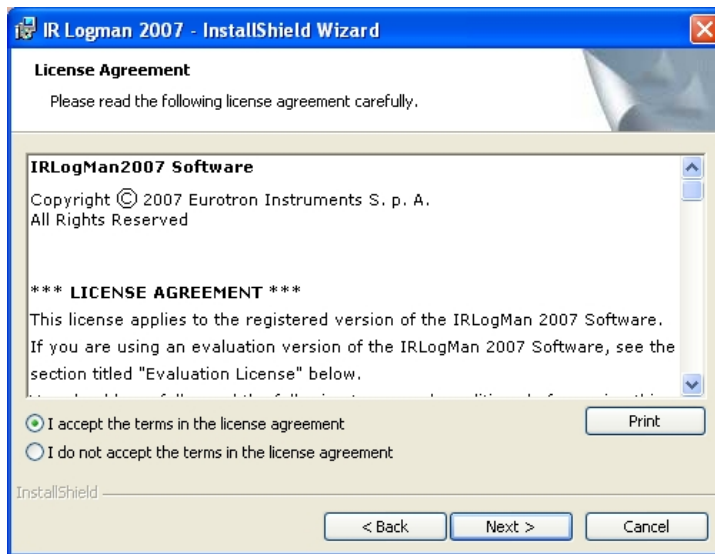 IR Logman 2007 - InstallShield Wizard
License Agreement
Please read the following license agreement carefully.
IRLogMan2007 Software
Copyright © 2007 Eurotron Instruments S. p. A.
All Rights Reserved
*** LICENSE AGREEMENT ***
This license applies to the registered version of the IRLogMan 2007 Software.
If you are using an evaluation version of the IRLogMan 2007 Software, see the
section titled "Evaluation License" below.
I accept the terms in the license agreement
Print
I do not accept the terms in the license agreement
InstallShield
< Back
Next >
Cancel